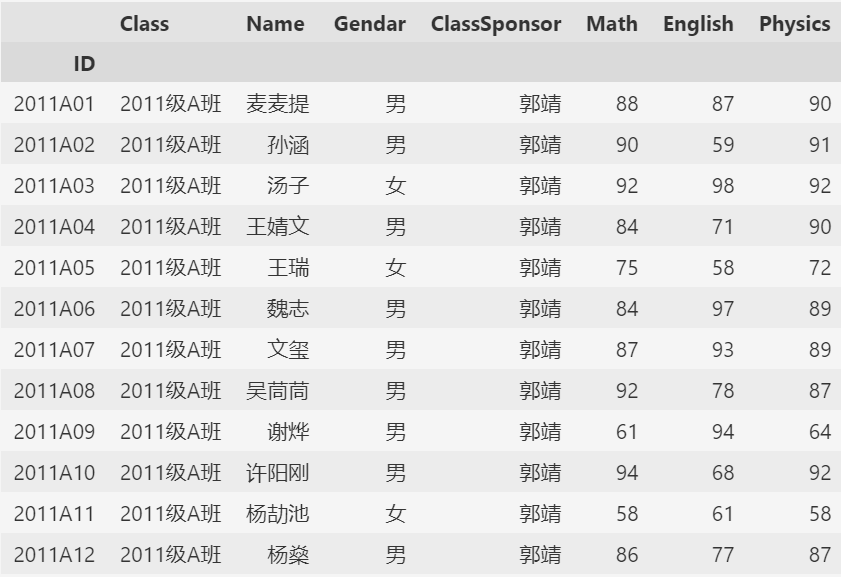 Class Name Gendar ClassSponsor Math English Physics
ID
2011A01 2011级A班 麦麦提 男 郭靖 88 87 90
2011A02 2011级A班 孙涵 男 郭靖 90 59 91
2011A03 2011级A班 汤子 女 郭靖 92 98 92
2011A04 2011级A班 王婧文 男 郭靖 84 71 90
2011A05 2011级A班 王瑞 女 郭靖 75 58 72
2011A06 2011级A班 魏志 男 郭靖 84 97 89
2011A07 2011级A班 文玺 男 郭靖 87 93 89
2011A08 2011级A班 吴茼茼 男 郭靖 92 78 87
2011A09 2011级A班 谢烨 男 郭靖 61 94 64
2011A10 2011级A班 许阳刚 男 郭靖 94 68 92
2011A11 2011级A班 杨劼池 女 郭靖 58 61 58
2011A12 2011级A班 杨燊 男 郭靖 86 77 87